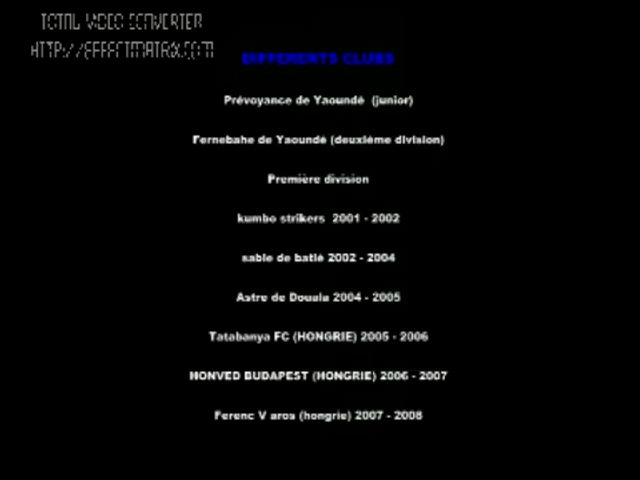 TOTAL VIDEO CONVERTER
HTTP://EFFECTMATRIX.COM
DIFFERENTS CLUBS
Prévoyance de Yaoundé (junior)
Fernebahe de Yaoundé (deuxième division)
Première division
kumbo strikers 2001 - 2002
sable de batié 2002 - 2004
Astre de Douala 2004 - 2005
Tatabanya FC (HONGRIE) 2005 - 2006
HONVED BUDAPEST (HONGRIE) 2006 - 2007
Ferenc V aros (hongrie) 2007 - 2008